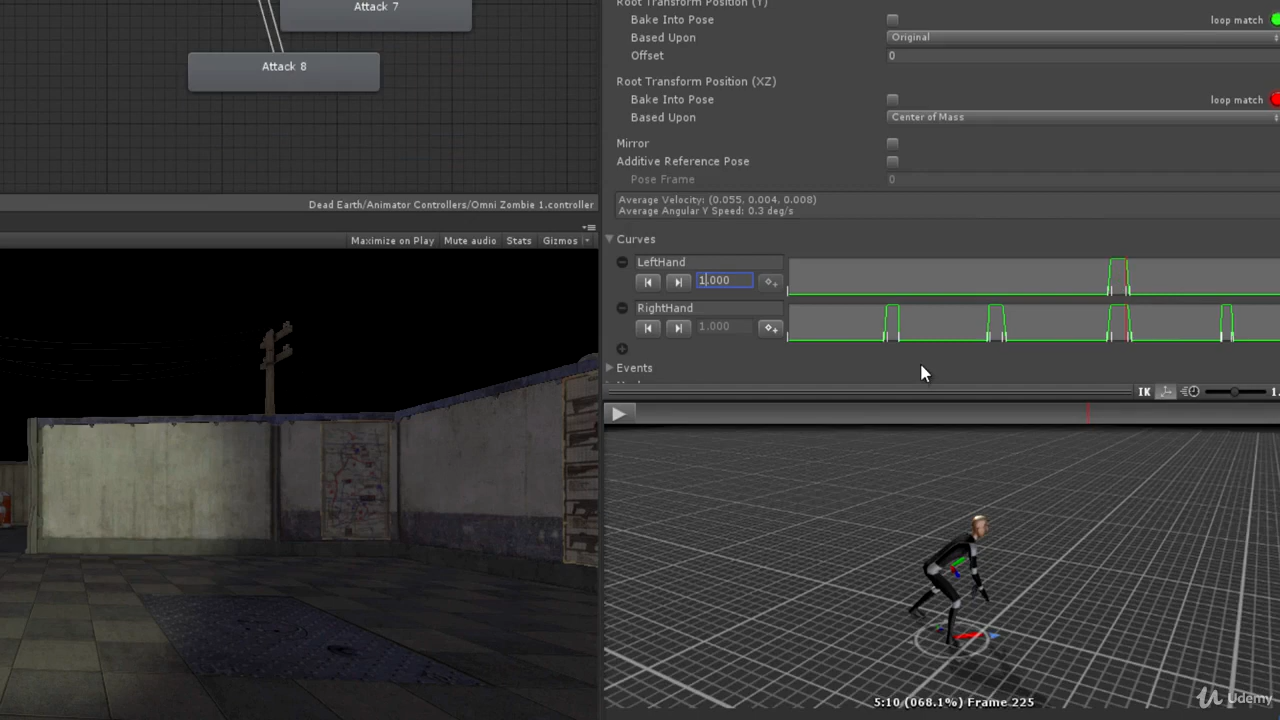 Attack 7
Attack 8
Dead Earth/Animator Controllers/Omni Zombie 1.controller
Maximize on Play Mute audio Stats Gizmos
Root Transform Position (Y)
Bake Into Pose loop match
Based Upon Original
Offset 0
Root Transform Position (XZ)
Bake Into Pose loop match
Based Upon Center of Mass
Mirror
Additive Reference Pose
Pose Frame 0
Average Velocity: (0.055, 0.004, 0.008)
Average Angular Y Speed: 0.3 deg/s
Curves
LeftHand
1.000
RightHand
1.000
Events
IK 1.
5:10 (068.1%) Frame 225
Udemy